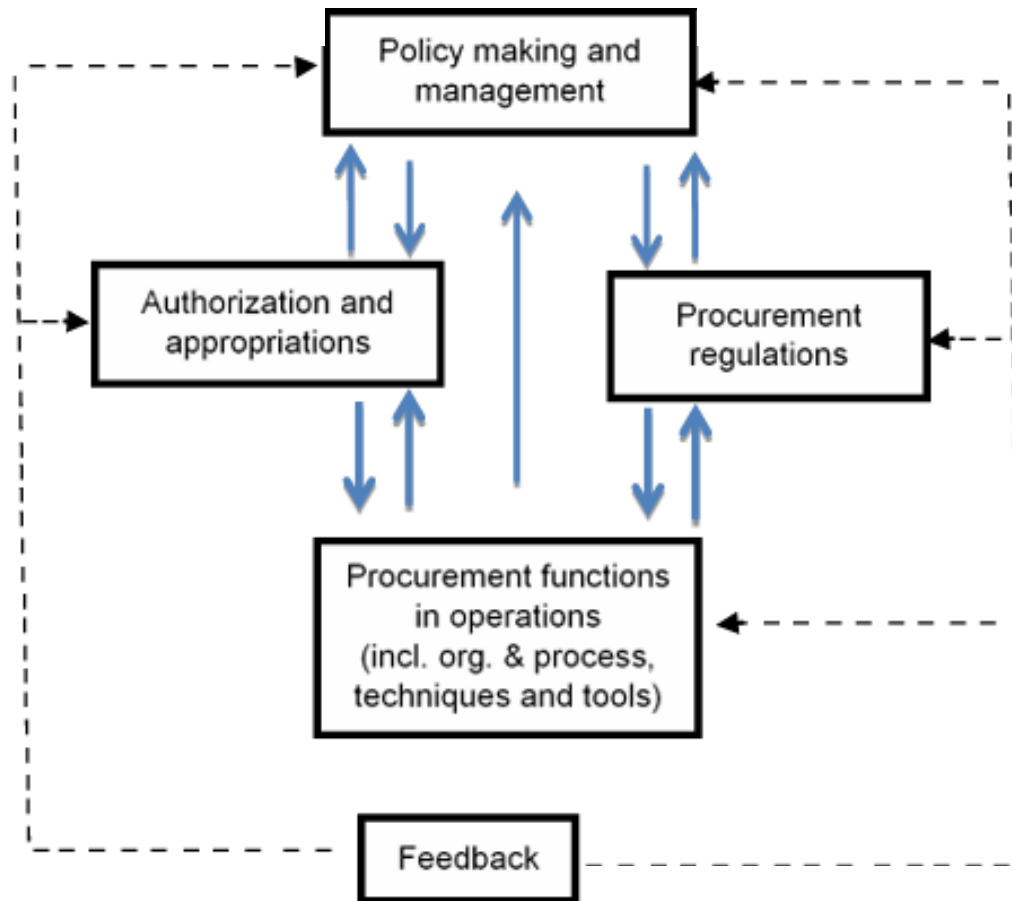 Policy making and
management
Authorization and
appropriations
Procurement
regulations
Procurement functions
in operations
(incl. org. & process,
techniques and tools)
Feedback